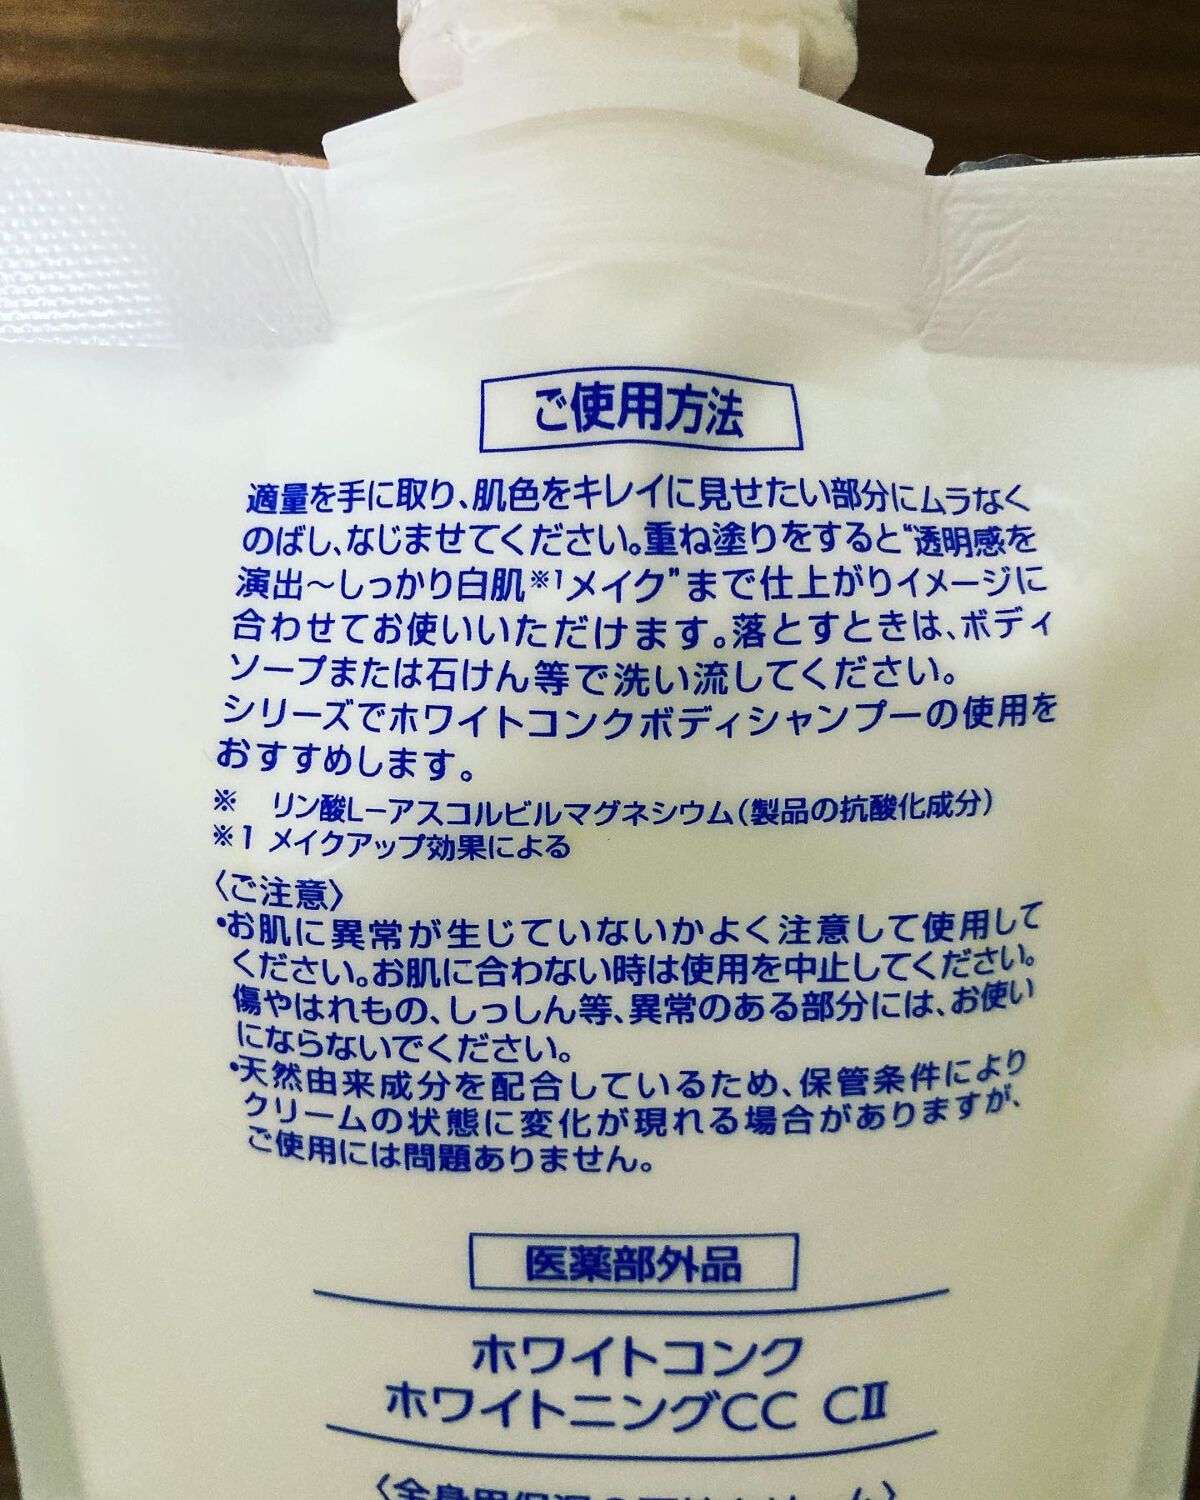 ご使用方法
適量を手に取り、肌色をキレイに見せたい部分にムラなく
のばし、なじませてください。重ね塗りをすると“透明感を
演出～しっかり白肌※1メイク”まで仕上がりイメージに
合わせてお使いいただけます。落とすときは、ボディ
ソープまたは石けん等で洗い流してください。
シリーズでホワイトコンクボディシャンプーの使用を
おすすめします。
※ リン酸L－アスコルビルマグネシウム（製品の抗酸化成分）
※1 メイクアップ効果による
〈ご注意〉
•お肌に異常が生じていないかよく注意して使用して
ください。お肌に合わない時は使用を中止してください。
傷やはれもの、しっしん等、異常のある部分には、お使い
にならないでください。
•天然由来成分を配合しているため、保管条件により
クリームの状態に変化が現れる場合がありますが、
ご使用には問題ありません。
医薬部外品
ホワイトコンク
ホワイトニングCC CⅡ
〈全身用保湿